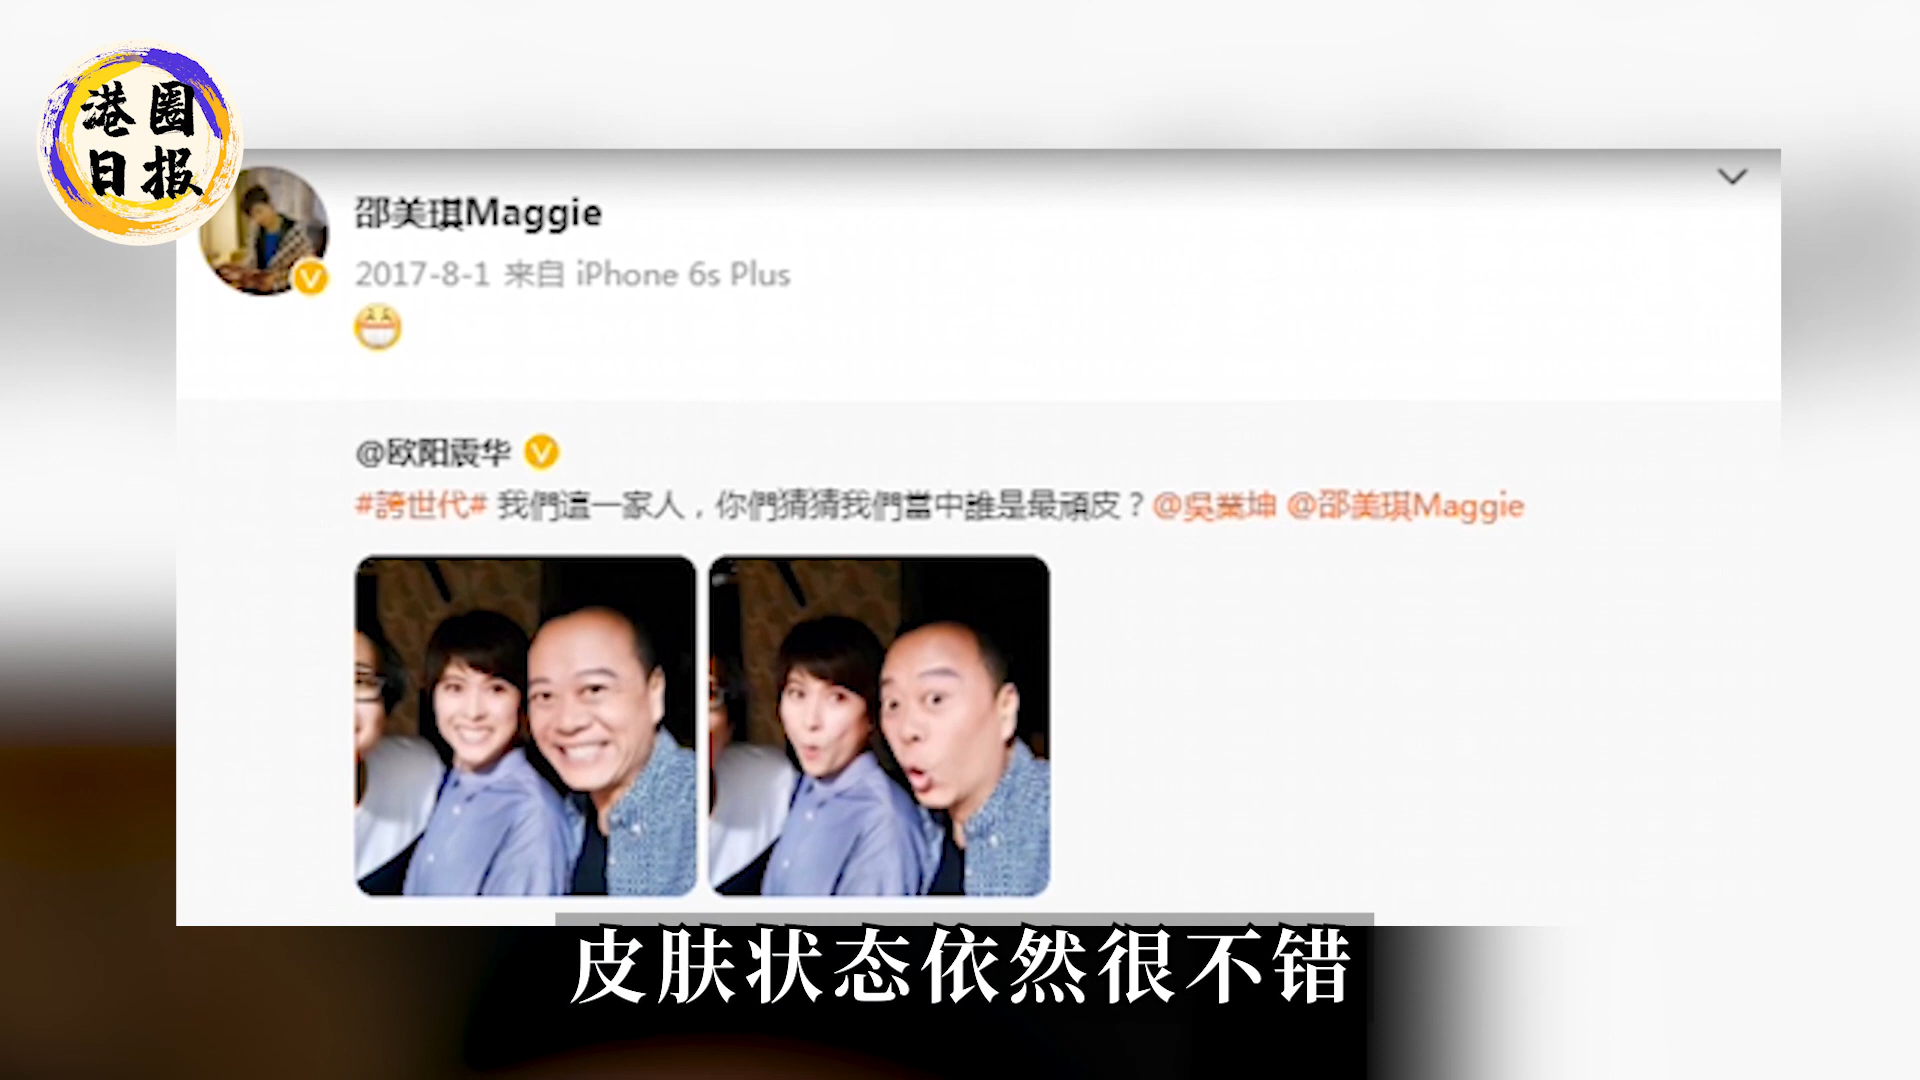 港圈
日报
邵美琪Maggie
2017-8-1 来自 iPhone 6s Plus
@欧阳震华
#誇世代# 我們這一家人，你們猜猜我們當中誰是最頑皮？@吳業坤 @邵美琪Maggie
皮肤状态依然很不错